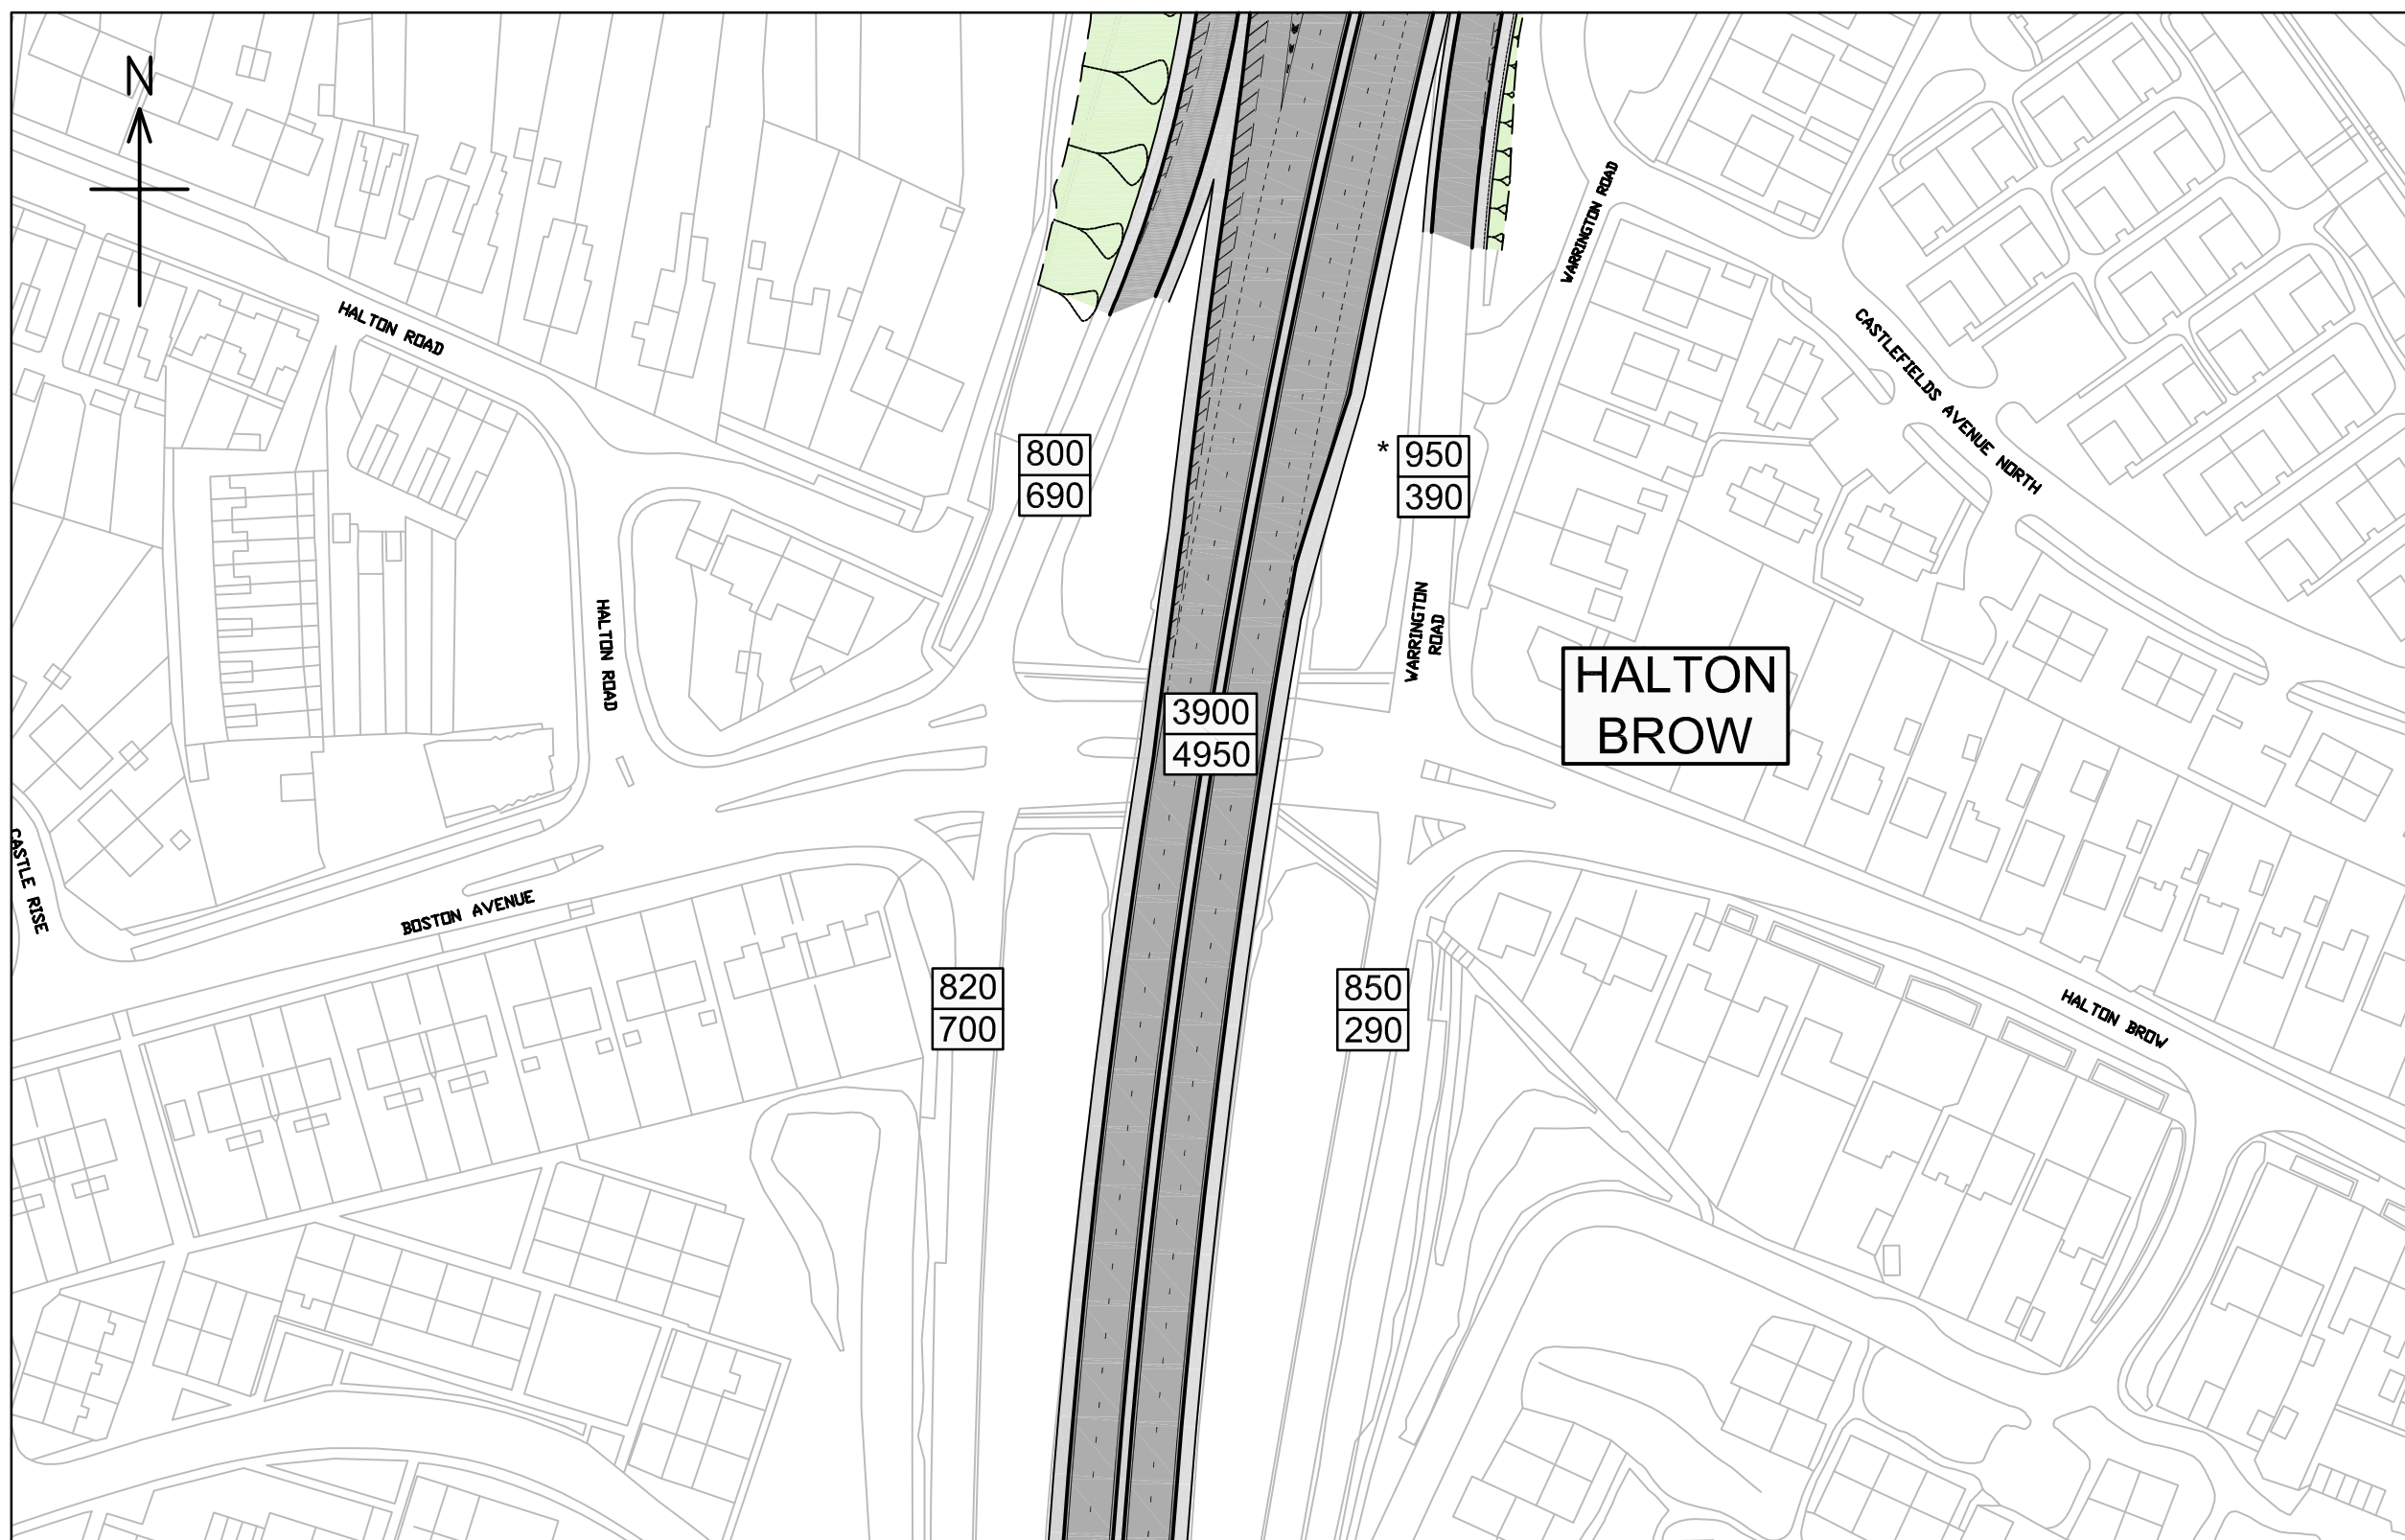 N
WARRINGTON ROAD
HALTON ROAD
CASTLEFIELDS AVENUE NORTH
800
690
* 950
390
HALTON ROAD
WARRINGTON
ROAD
HALTON
BROW
3900
4950
CASTLE RISE
BOSTON AVENUE
820
700
850
290
HALTON BROW